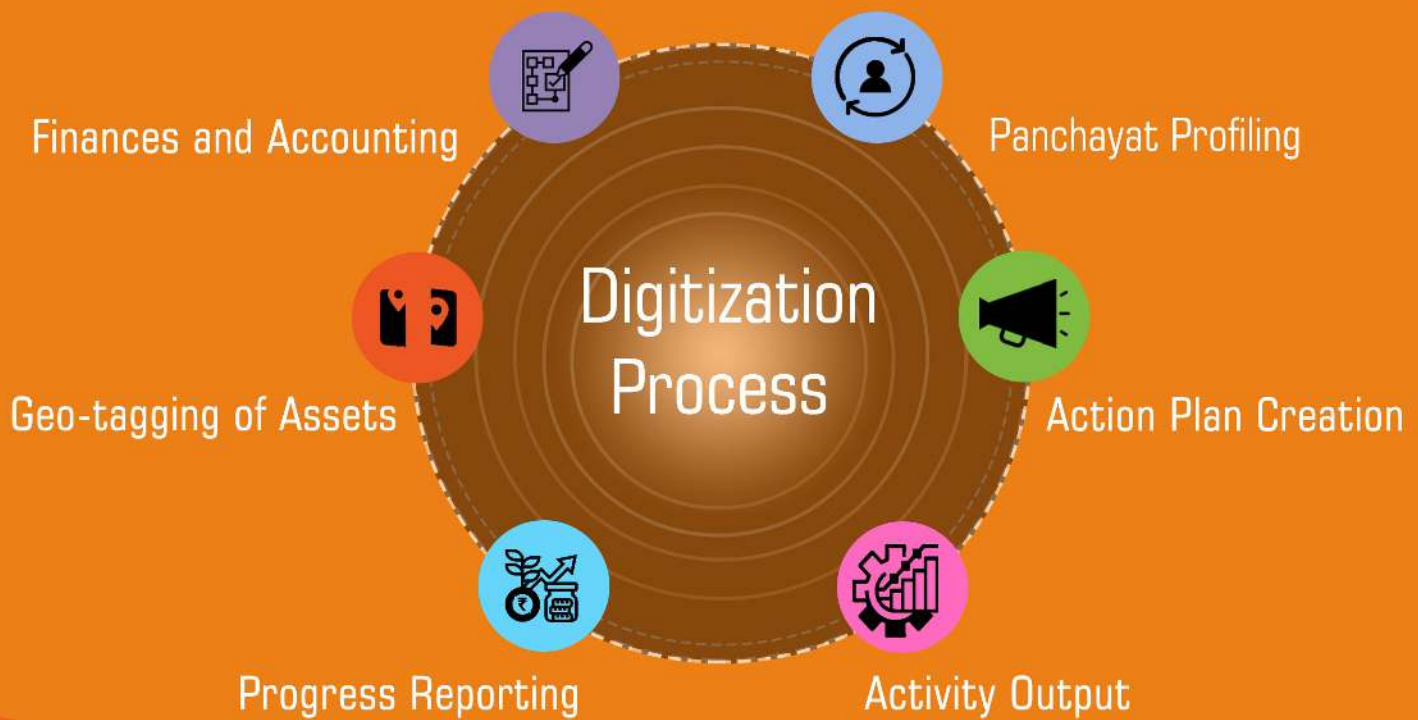 Finances and Accounting
Panchayat Profiling
Digitization
Process
Geo-tagging of Assets
Action Plan Creation
₹
Progress Reporting
Activity Output